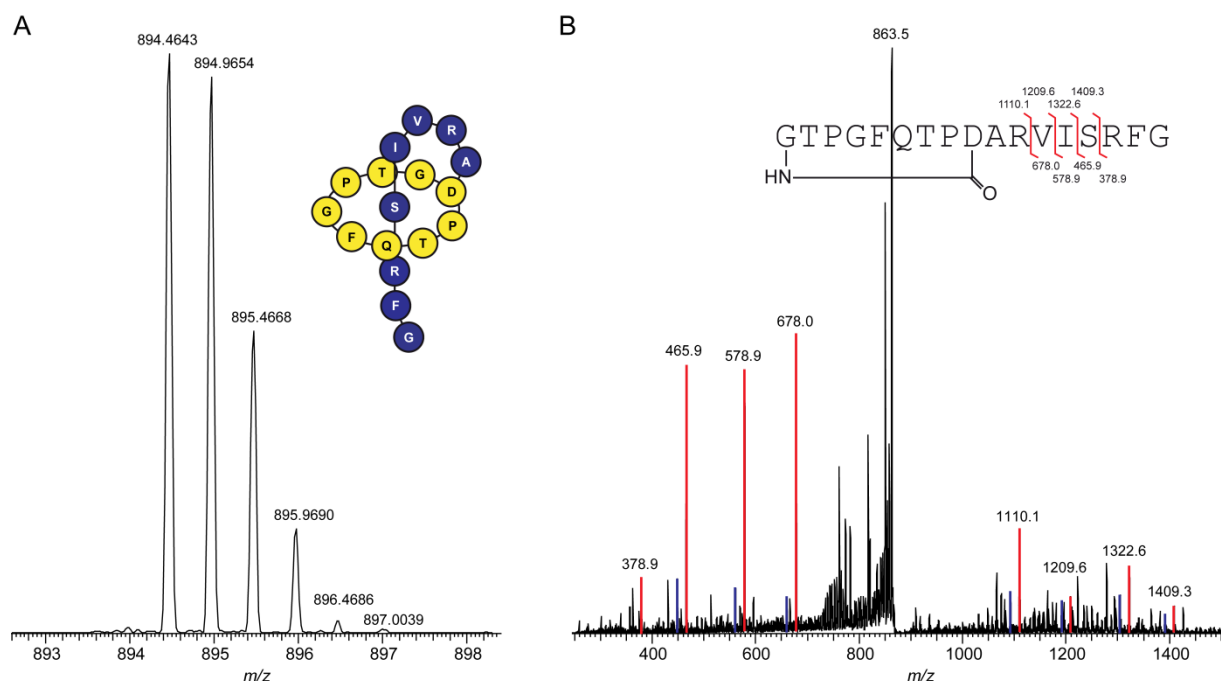 A
894.4643
894.9654
895.4668
895.9690
896.4686
897.0039
V
I
R
A
P
T
G
D
G
S
P
F
Q
T
R
F
G
893 894 895 896 897 898
m/z
B
863.5
1209.6 1409.3
1110.1 1322.6
GTPGFQTPDARVISRFG
678.0 465.9
578.9 378.9
HN
O
678.0
465.9
578.9
378.9
1110.1
1209.6
1322.6
1409.3
400 600 800 1000 1200 1400
m/z